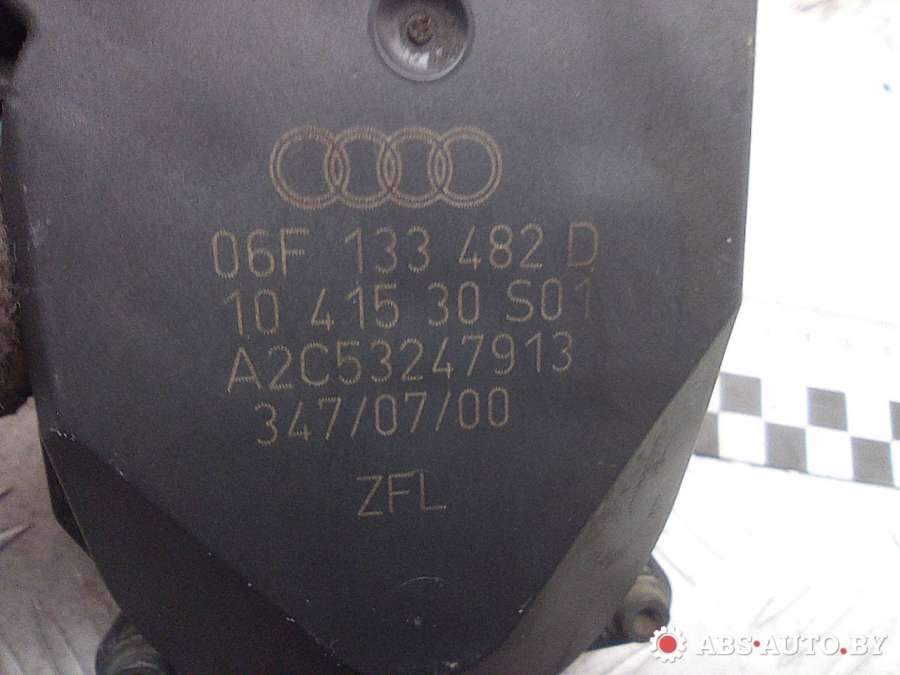 06F 133 482 D
10 415 30 S01
A2C53247913
347/07/00
ZFL
ABS•AUTO.BY